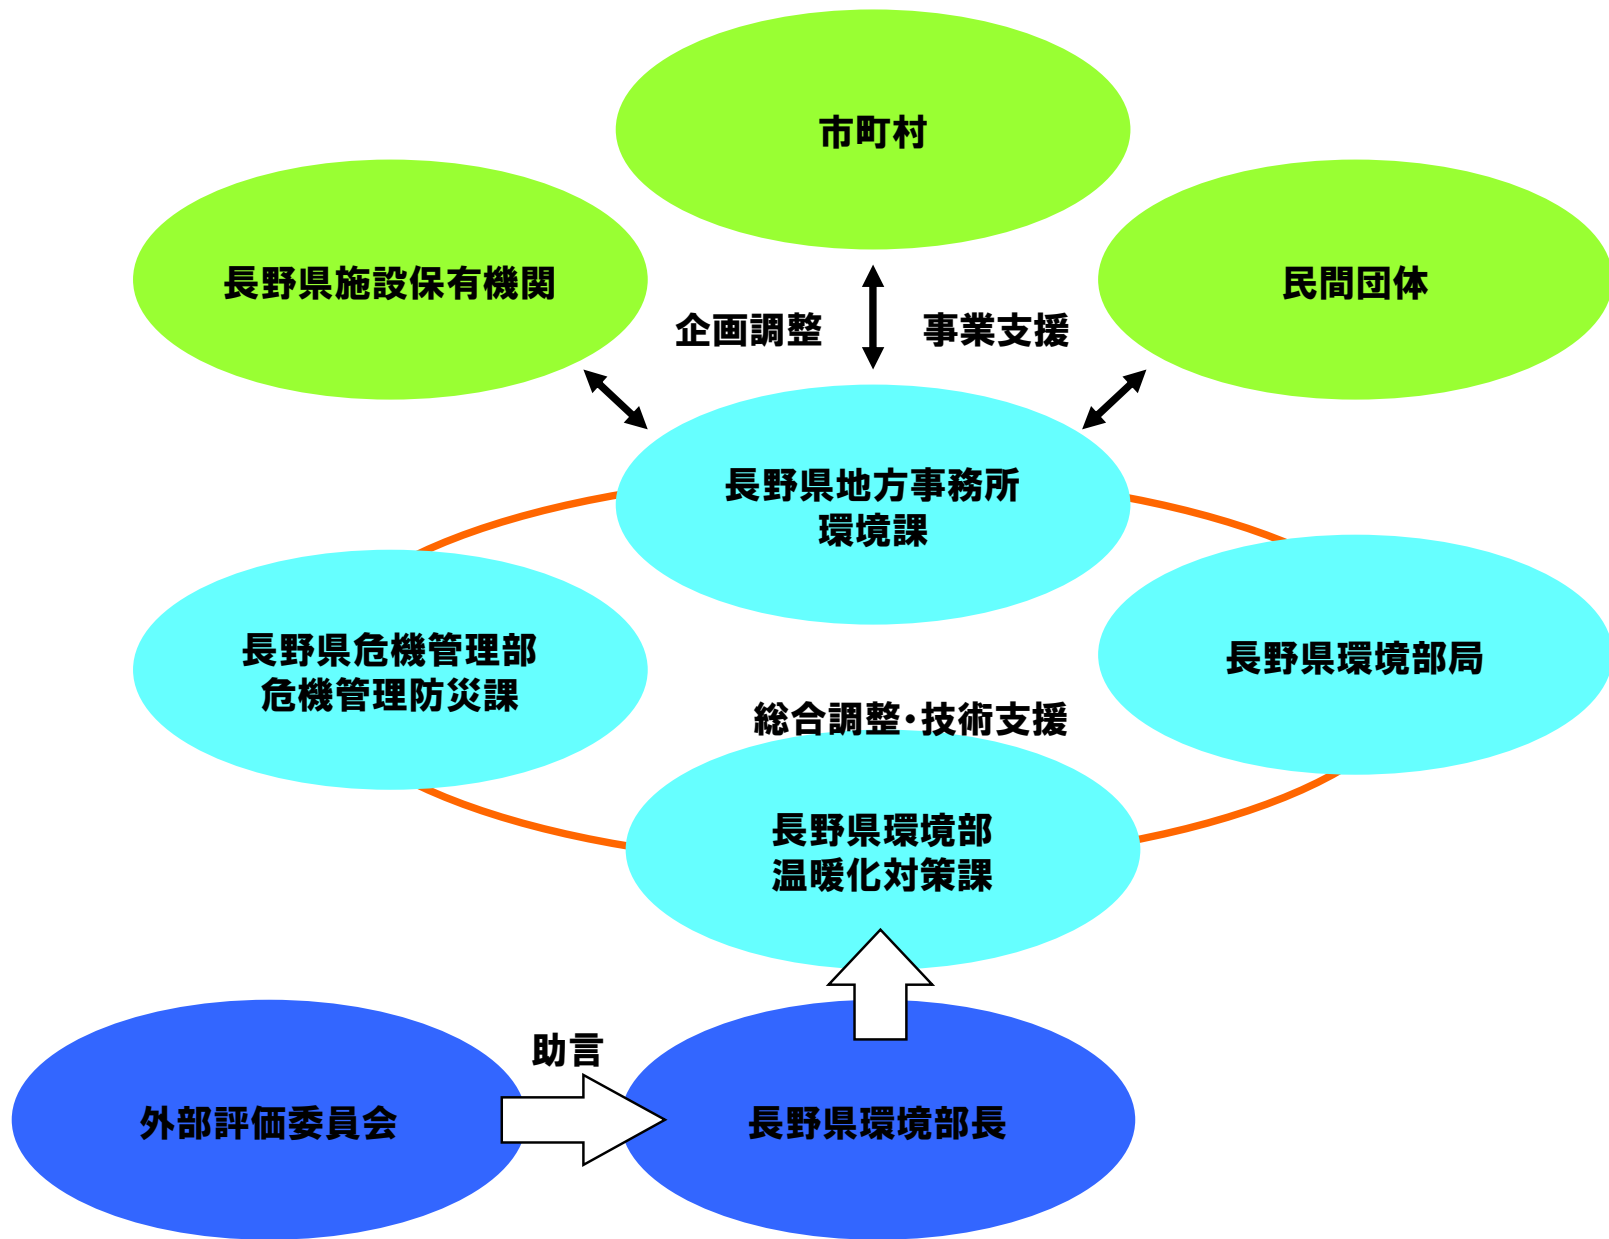 市町村
長野県施設保有機関
民間団体
企画調整
事業支援
長野県地方事務所
環境課
長野県危機管理部
危機管理防災課
長野県環境部局
総合調整・技術支援
長野県環境部
温暖化対策課
助言
外部評価委員会
長野県環境部長